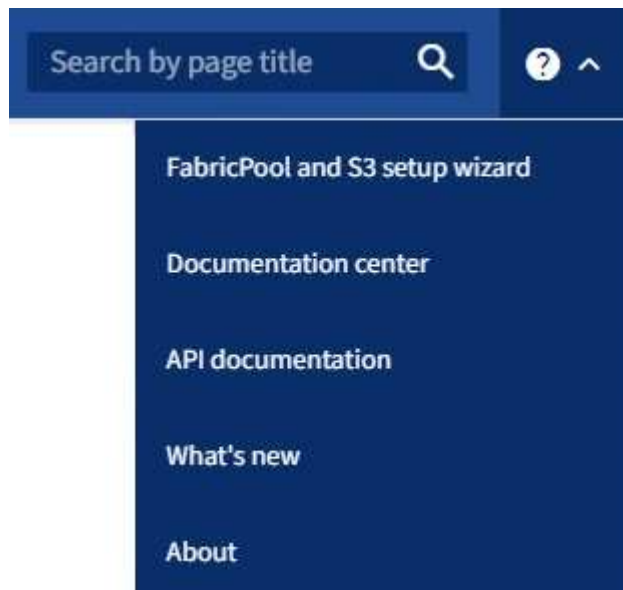 Search by page title
FabricPool and S3 setup wizard
Documentation center
API documentation
What's new
About